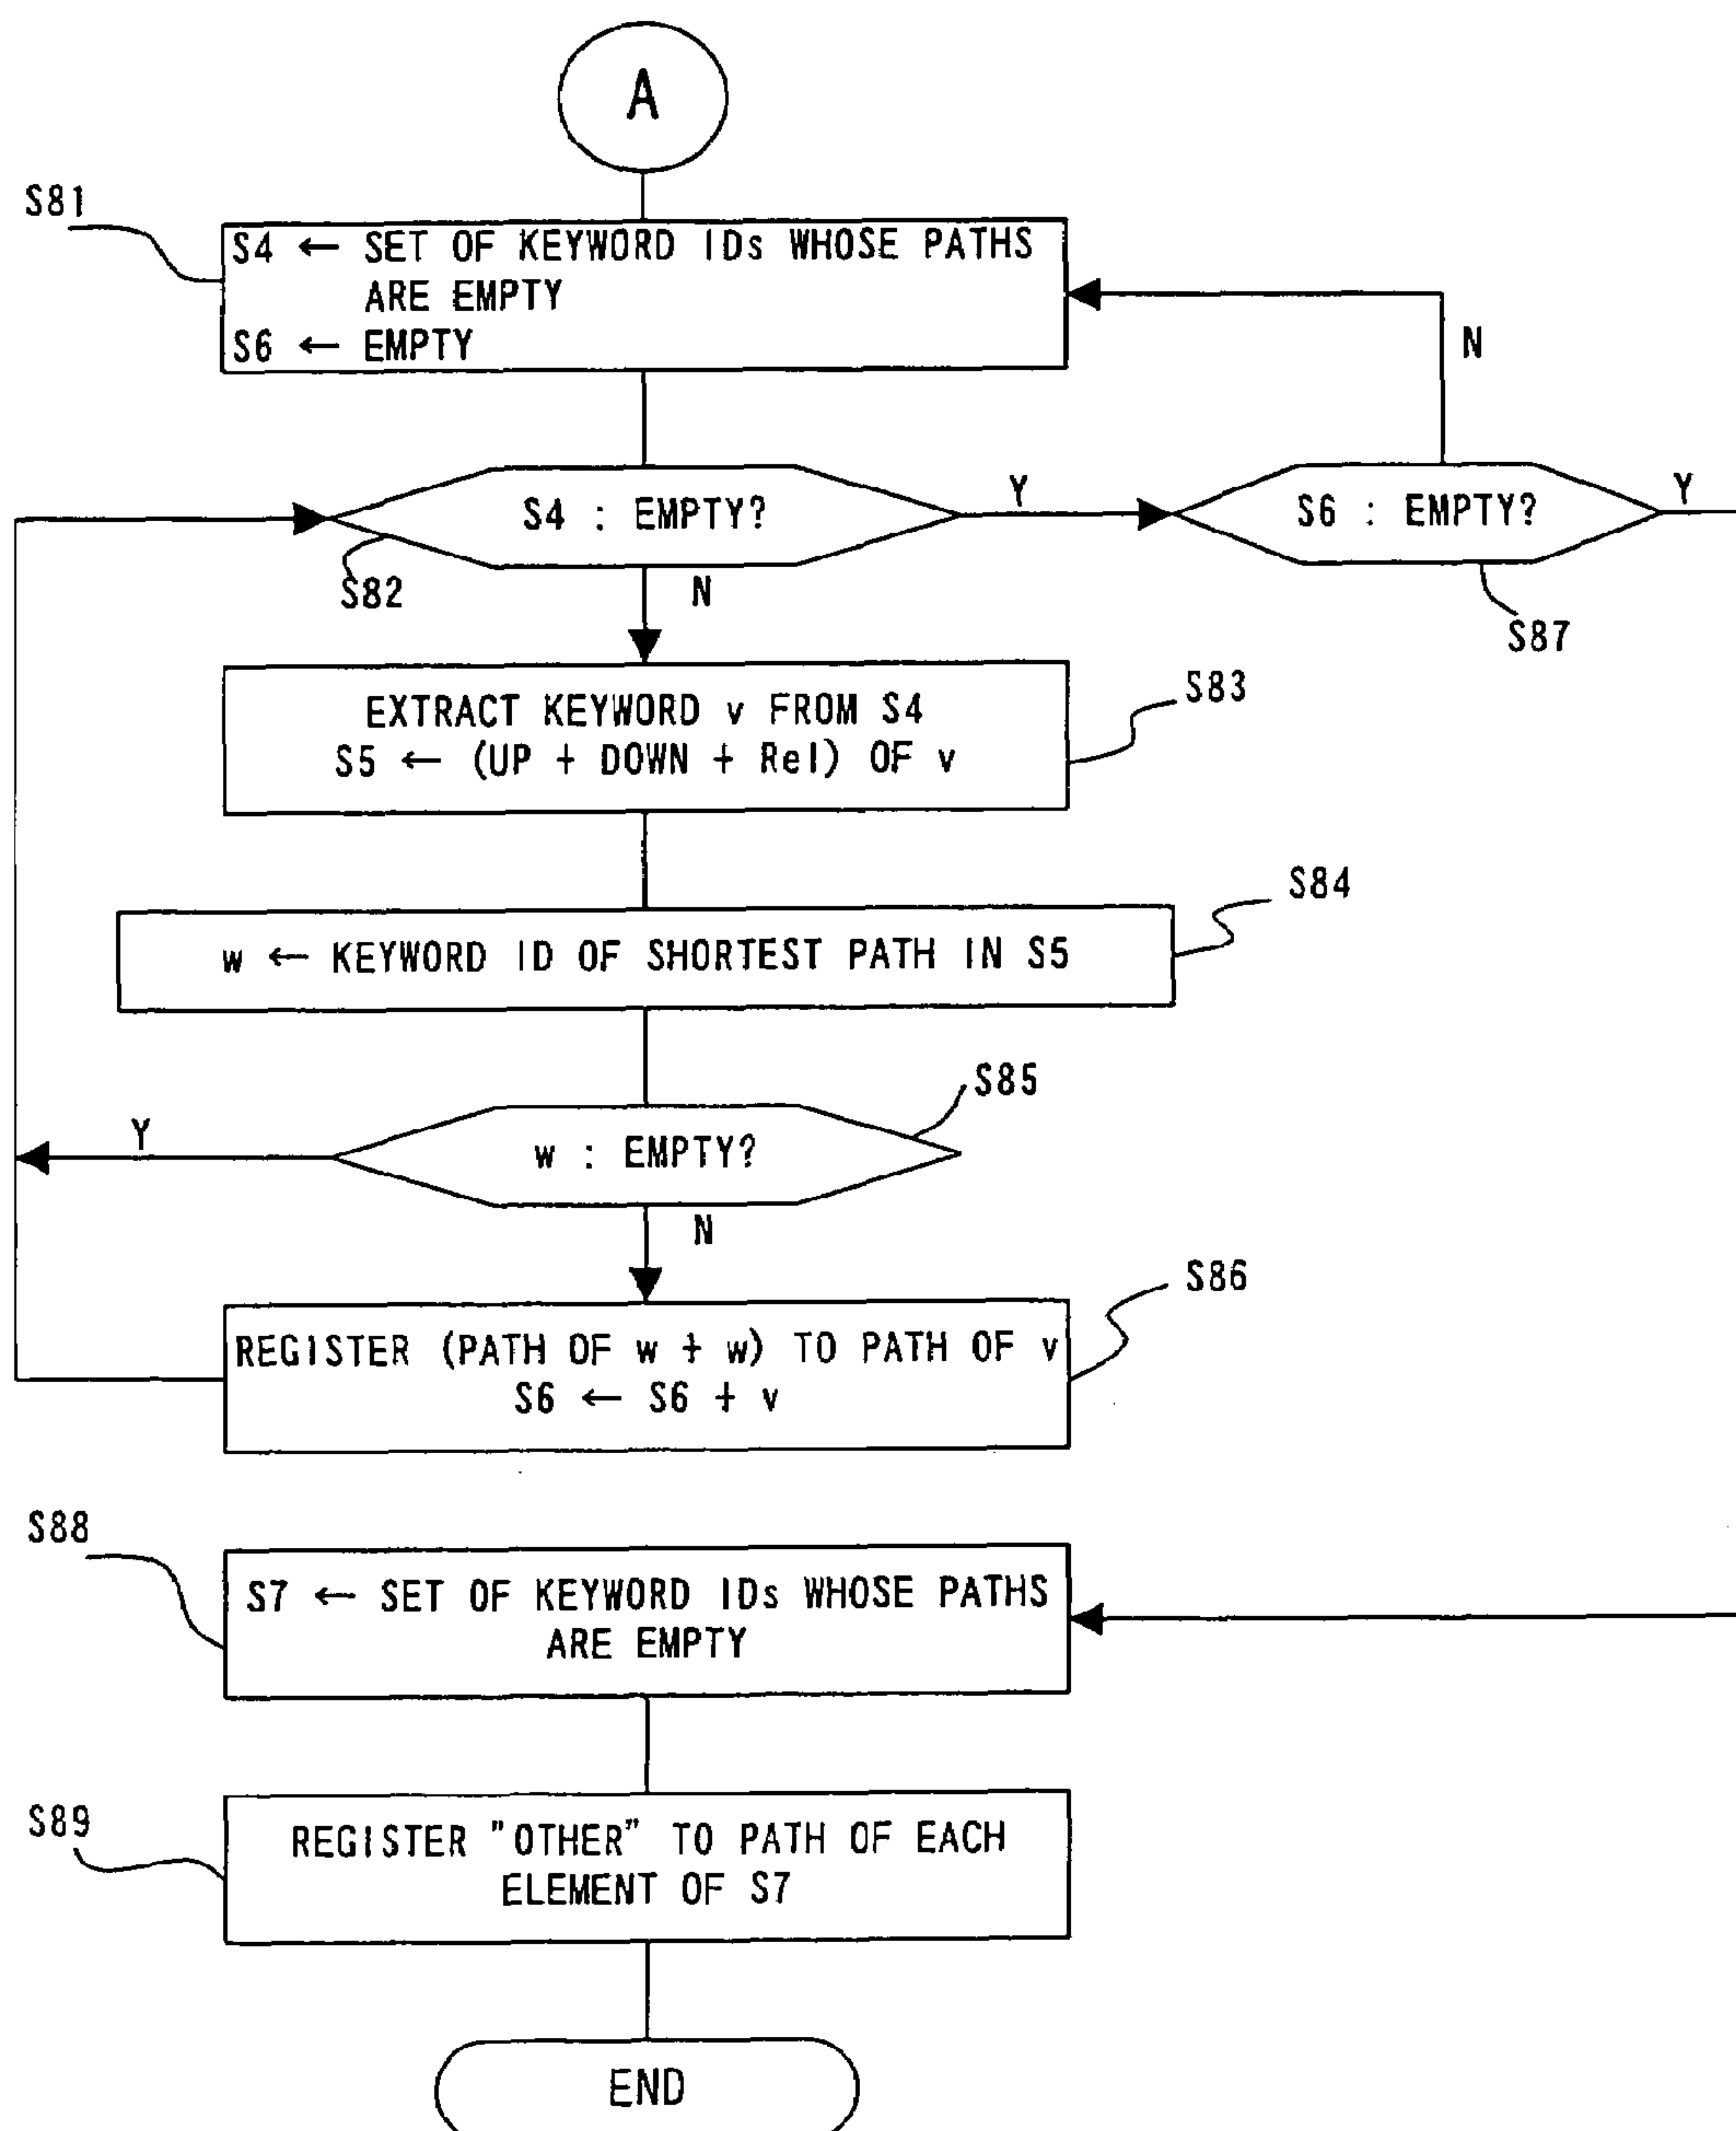 A
S81
S4 ← SET OF KEYWORD IDs WHOSE PATHS
ARE EMPTY
S6 ← EMPTY
N
S4 : EMPTY?
Y
S6 : EMPTY?
Y
S82
N
S87
EXTRACT KEYWORD v FROM S4
S5 ← (UP + DOWN + Rel) OF v
S83
S84
w ← KEYWORD ID OF SHORTEST PATH IN S5
S85
Y
w : EMPTY?
N
S86
REGISTER (PATH OF w + w) TO PATH OF v
S6 ← S6 + v
S88
S7 ← SET OF KEYWORD IDs WHOSE PATHS
ARE EMPTY
S89
REGISTER "OTHER" TO PATH OF EACH
ELEMENT OF S7
END